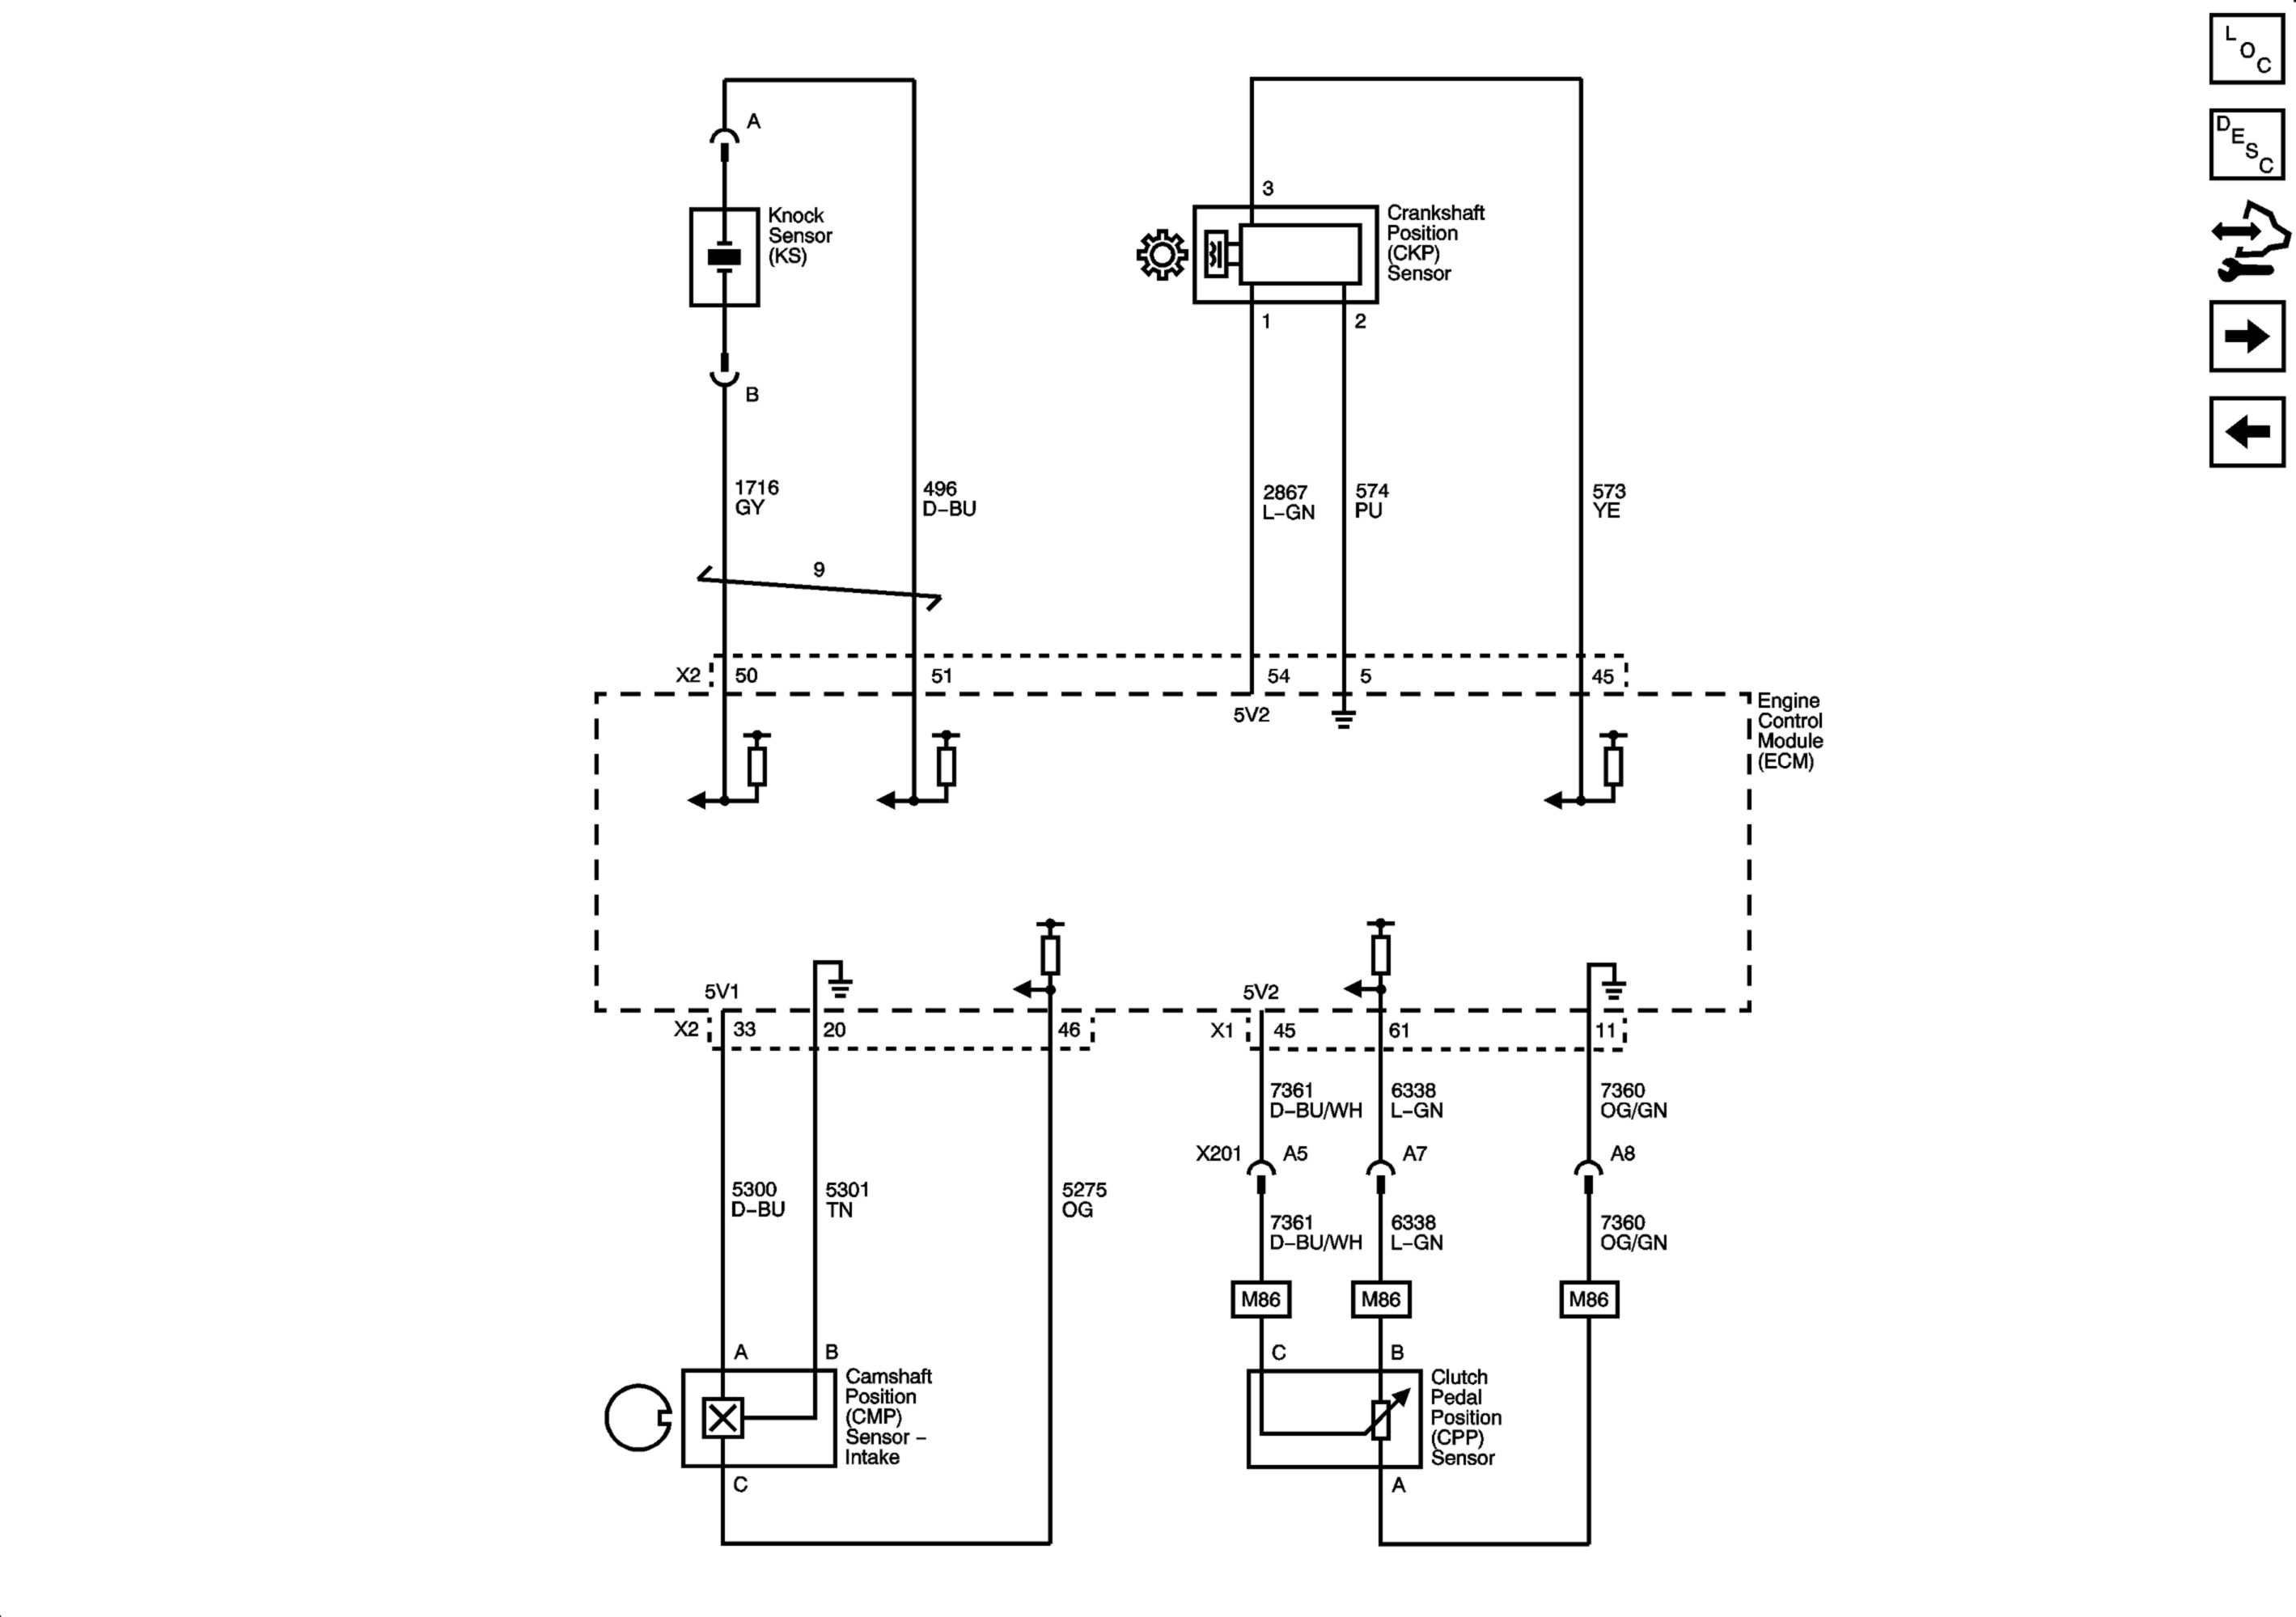 L
O
C
D
E
S
C
A
Knock
Sensor
(KS)
B
3
Crankshaft
Position
(CKP)
Sensor
1
2
1716
GY
496
D–BU
2867
L–GN
574
PU
573
YE
9
X2
50
51
54
5
45
5V2
Engine
Control
Module
(ECM)
5V1
5V2
X2
33
20
46
X1
45
61
11
7361
D–BU/WH
6338
L–GN
7360
OG/GN
X201
A5
A7
A8
5300
D–BU
5301
TN
5275
OG
7361
D–BU/WH
6338
L–GN
7360
OG/GN
M86
M86
M86
A
B
Camshaft
Position
(CMP)
Sensor –
Intake
C
C
B
Clutch
Pedal
Position
(CPP)
Sensor
A